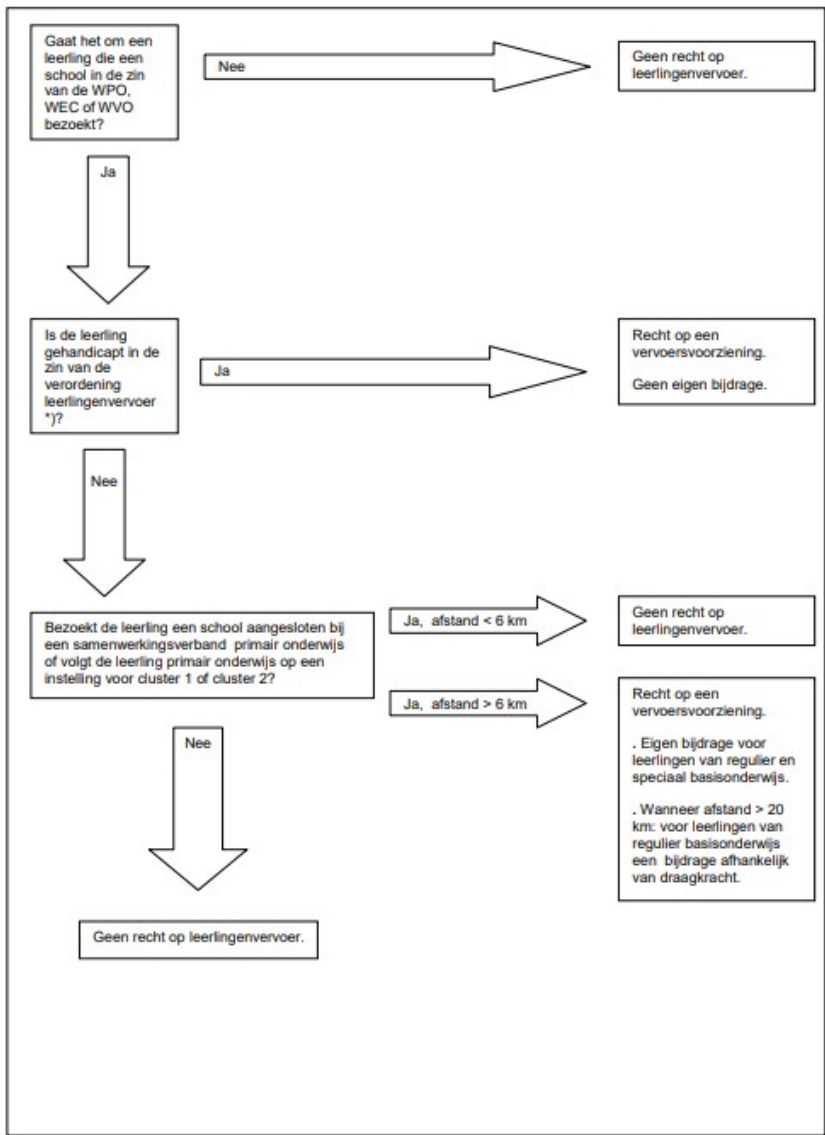 Gaat het om een
leerling die een
school in de zin
van de WPO,
WEC of WVO
bezoekt?
Nee
Geen recht op
leerlingenvervoer.
Ja
Is de leerling
gehandicapt in de
zin van de
verordening
leerlingenvervoer
*)?
Ja
Recht op een
vervoersvoorziening.
Geen eigen bijdrage.
Nee
Bezoekt de leerling een school aangesloten bij
een samenwerkingsverband primair onderwijs
of volgt de leerling primair onderwijs op een
instelling voor cluster 1 of cluster 2?
Ja, afstand < 6 km
Geen recht op
leerlingenvervoer.
Ja, afstand > 6 km
Recht op een
vervoersvoorziening.
. Eigen bijdrage voor
leerlingen van regulier en
speciaal basisonderwijs.
. Wanneer afstand > 20
km: voor leerlingen van
regulier basisonderwijs
een bijdrage afhankelijk
van draagkracht.
Nee
Geen recht op leerlingenvervoer.